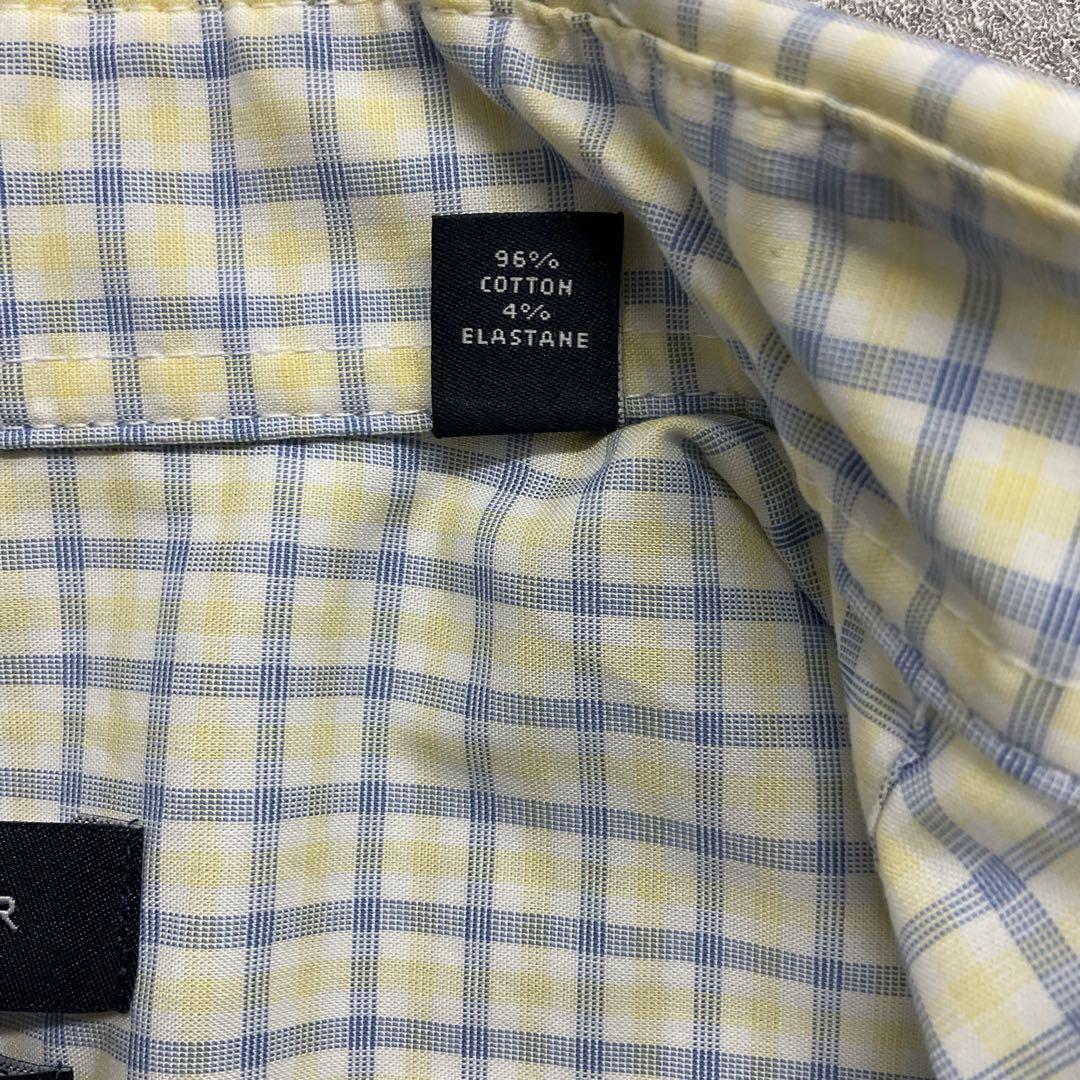 96%
COTTON
4%
ELASTANE
R